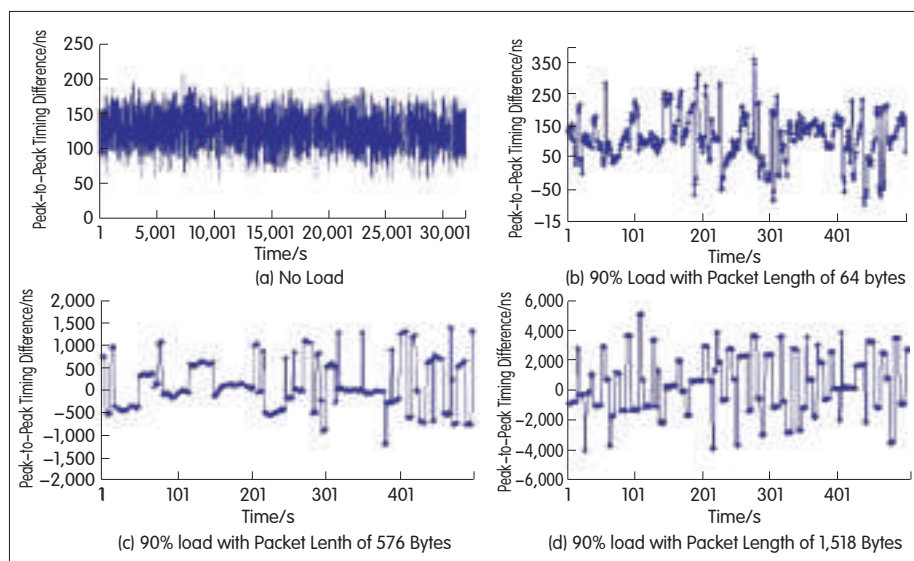 Peak-to-Peak Timing Difference/ns
250
200
150
100
50
0
1 5,001 10,001 15,001 20,001 25,001 30,001
Time/s
(a) No Load
Peak-to-Peak Timing Difference/ns
350
250
150
50
-50
-15
1 101 201 301 401
Time/s
(b) 90% Load with Packet Length of 64 bytes
Peak-to-Peak Timing Difference/ns
2,000
1,500
1,000
500
0
-500
-1,000
-1,500
-2,000
1 101 201 301 401
Time/s
(c) 90% load with Packet Lenth of 576 Bytes
Peak-to-Peak Timing Difference/ns
6,000
4,000
2,000
0
-2,000
-4,000
-6,000
1 101 201 301 401
Time/s
(d) 90% load with Packet Length of 1,518 Bytes